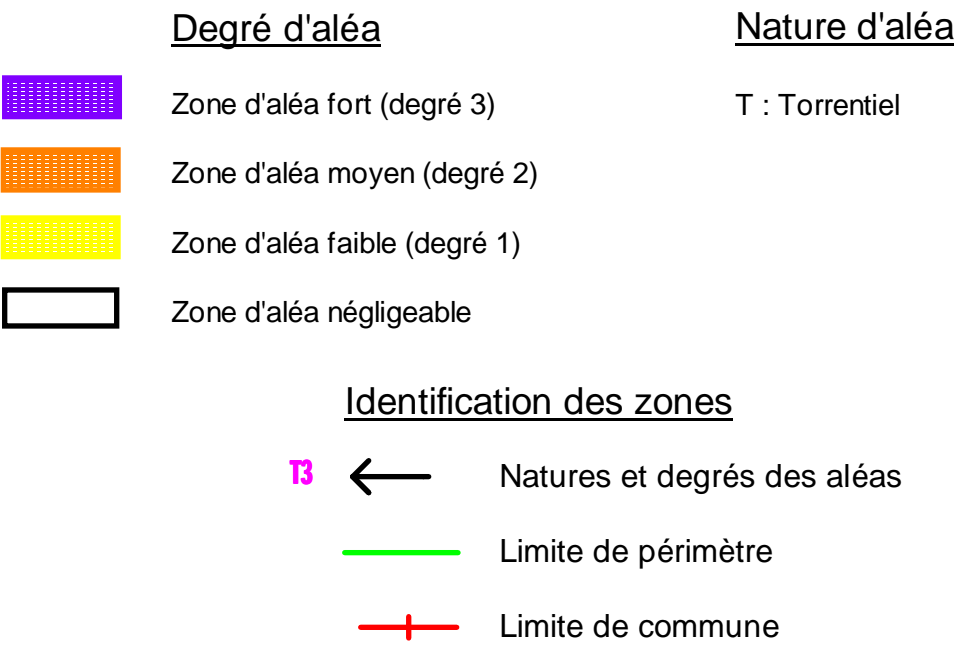 Degré d'aléa
Nature d'aléa
Zone d'aléa fort (degré 3)
T : Torrentiel
Zone d'aléa moyen (degré 2)
Zone d'aléa faible (degré 1)
Zone d'aléa négligeable
Identification des zones
T3
Natures et degrés des aléas
Limite de périmètre
Limite de commune